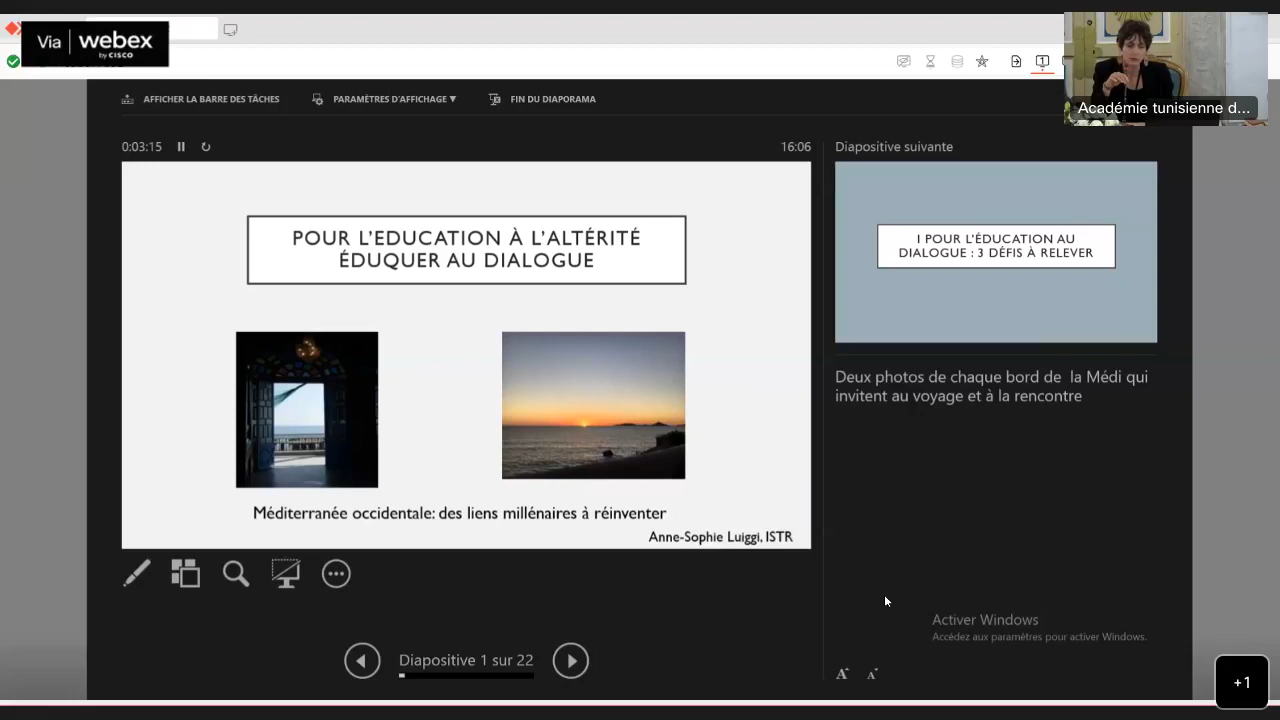 Via webex
by CISCO
Académie tunisienne d...
AFFICHER LA BARRE DES TÂCHES PARAMÈTRES D'AFFICHAGE ▼ FIN DU DIAPORAMA
0:03:15 16:06
Diapositive suivante
POUR L'EDUCATION À L'ALTÉRITÉ
ÉDUQUER AU DIALOGUE
Méditerranée occidentale: des liens millénaires à réinventer
Anne-Sophie Luiggi, ISTR
I POUR L'ÉDUCATION AU
DIALOGUE : 3 DÉFIS À RELEVER
Deux photos de chaque bord de la Médi qui
invitent au voyage et à la rencontre
Activer Windows
Accédez aux paramètres pour activer Windows.
Diapositive 1 sur 22
A A
+1